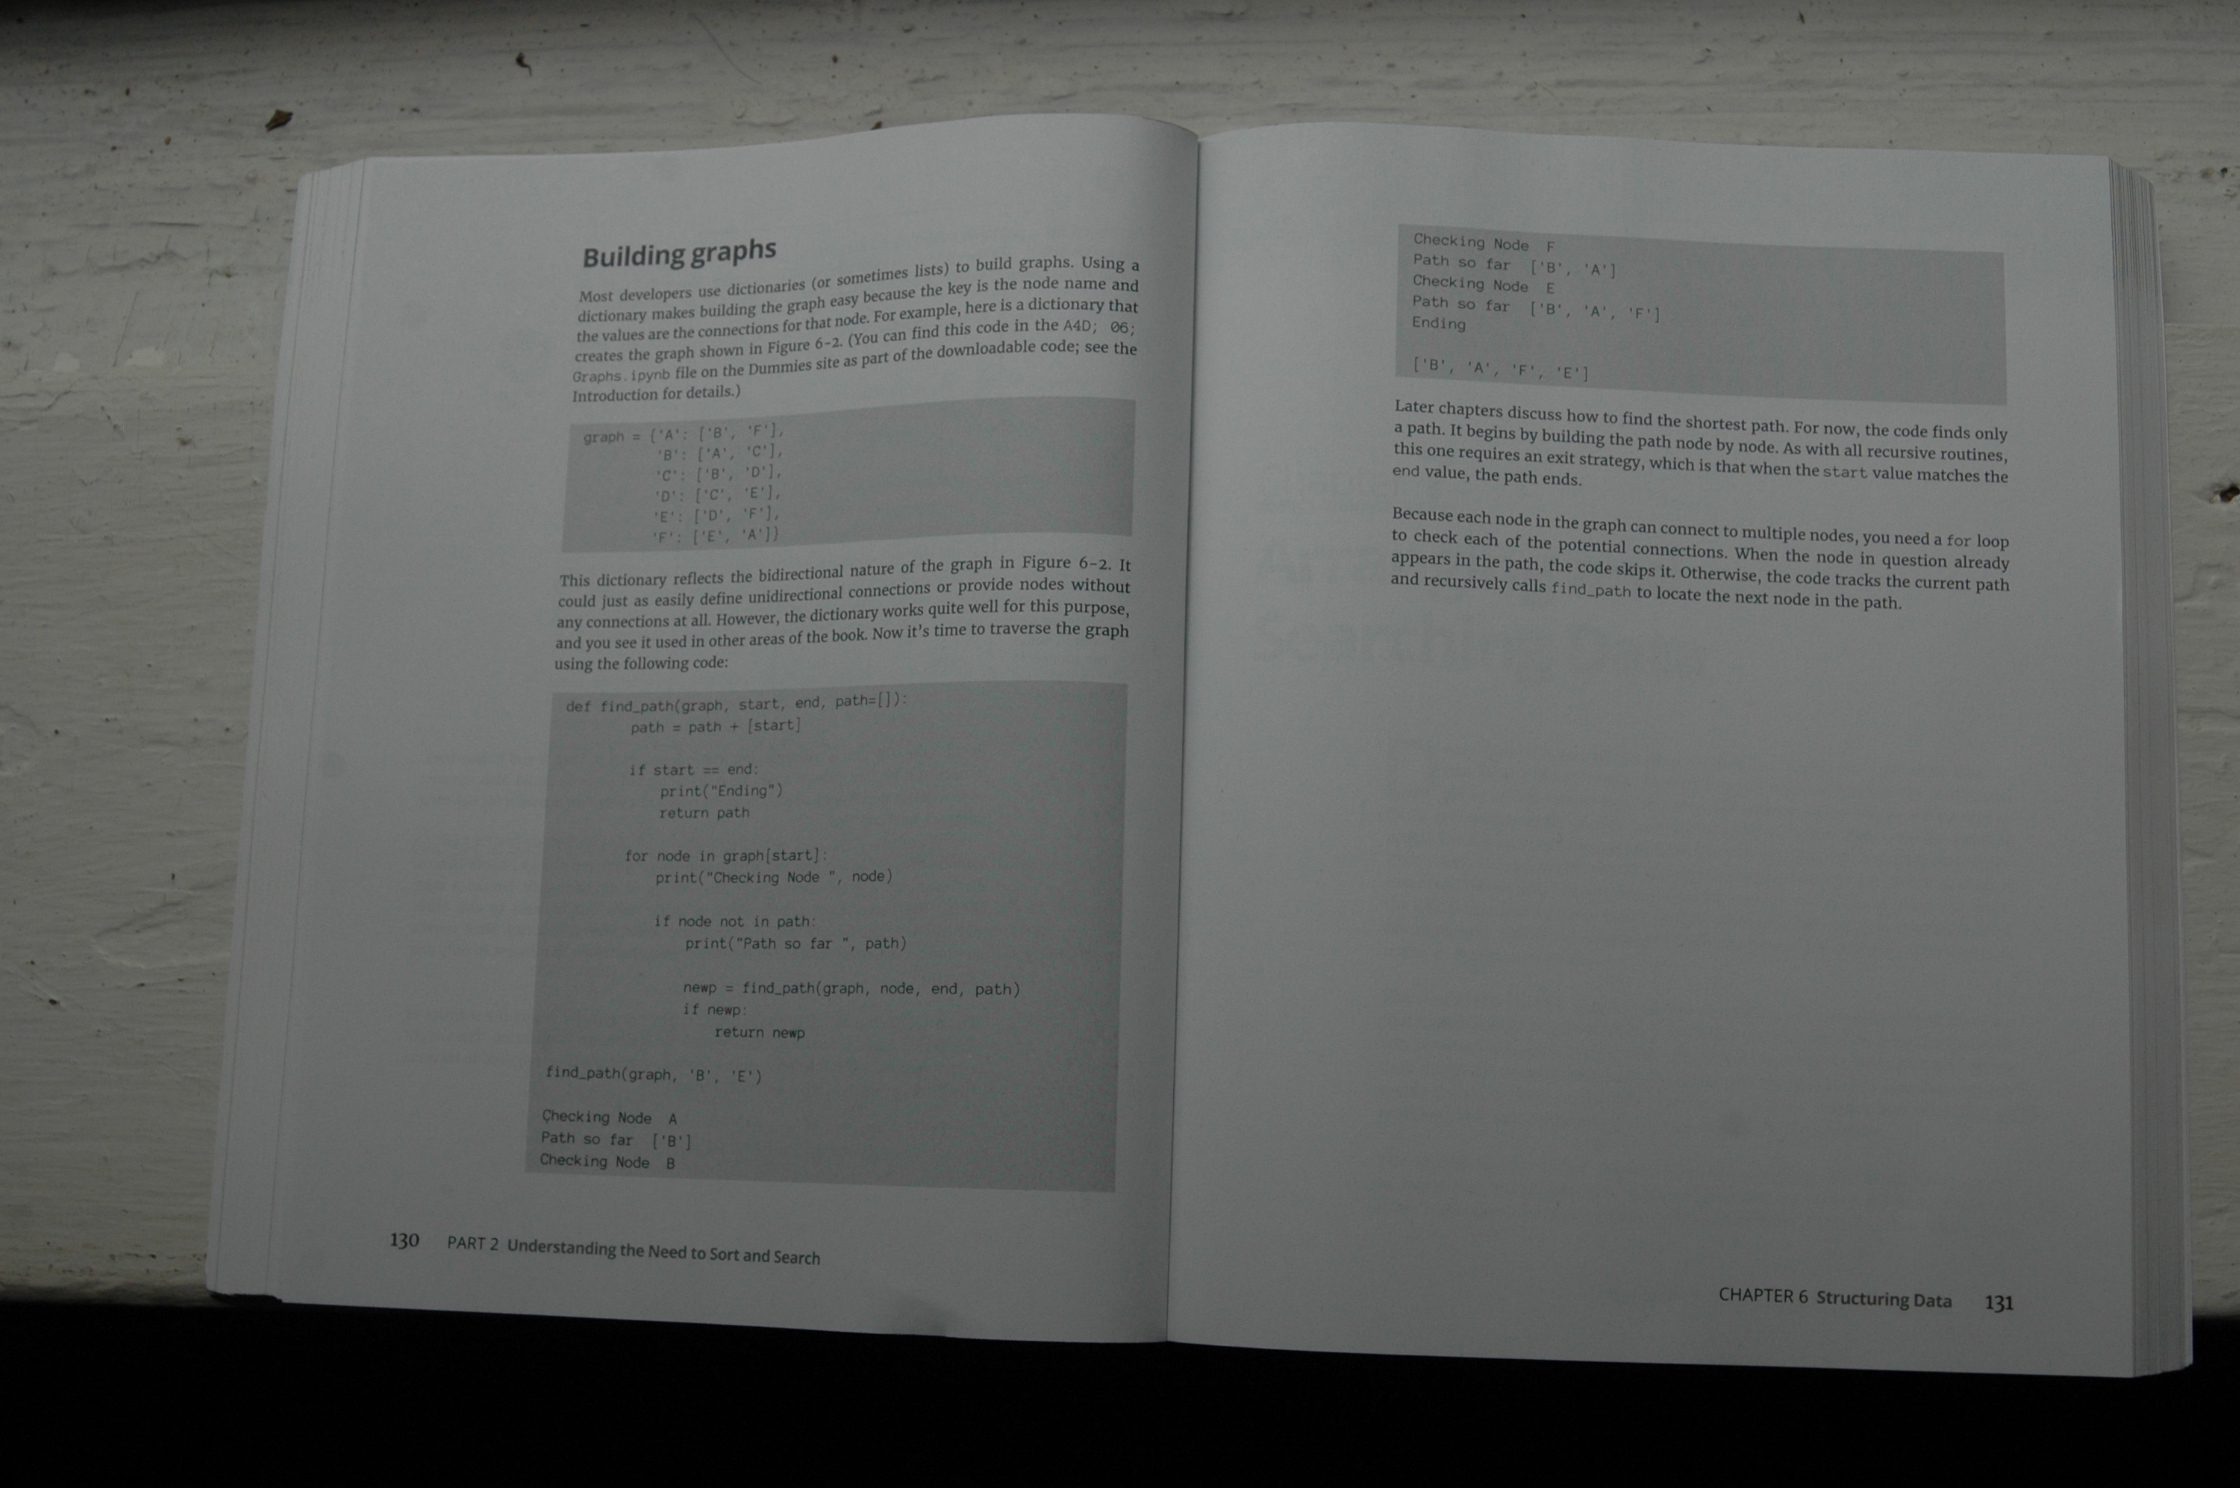 Building graphs
Most developers use dictionaries (or sometimes lists) to build graphs. Using a
dictionary makes building the graph easy because the key is the node name and
the values are the connections for that node. For example, here is a dictionary that
creates the graph shown in Figure 6-2. (You can find this code in the A4D; 06;
Graphs.ipynb file on the Dummies site as part of the downloadable code; see the
Introduction for details.)
graph = {'A': ['B', 'F'],
'B': ['A', 'C'],
'C': ['B', 'D'],
'D': ['C', 'E'],
'E': ['D', 'F'],
'F': ['E', 'A']}
This dictionary reflects the bidirectional nature of the graph in Figure 6-2. It
could just as easily define unidirectional connections or provide nodes without
any connections at all. However, the dictionary works quite well for this purpose,
and you see it used in other areas of the book. Now it's time to traverse the graph
using the following code:
def find_path(graph, start, end, path=[]):
path = path + [start]
if start == end:
print("Ending")
return path
for node in graph[start]:
print("Checking Node ", node)
if node not in path:
print("Path so far ", path)
newp = find_path(graph, node, end, path)
if newp:
return newp
find_path(graph, 'B', 'E')
Checking Node  A
Path so far  ['B']
Checking Node  B
130 PART 2 Understanding the Need to Sort and Search
Checking Node  F
Path so far  ['B', 'A']
Checking Node  E
Path so far  ['B', 'A', 'F']
Ending
['B', 'A', 'F', 'E']
Later chapters discuss how to find the shortest path. For now, the code finds only
a path. It begins by building the path node by node. As with all recursive routines,
this one requires an exit strategy, which is that when the start value matches the
end value, the path ends.
Because each node in the graph can connect to multiple nodes, you need a for loop
to check each of the potential connections. When the node in question already
appears in the path, the code skips it. Otherwise, the code tracks the current path
and recursively calls find_path to locate the next node in the path.
CHAPTER 6 Structuring Data 131